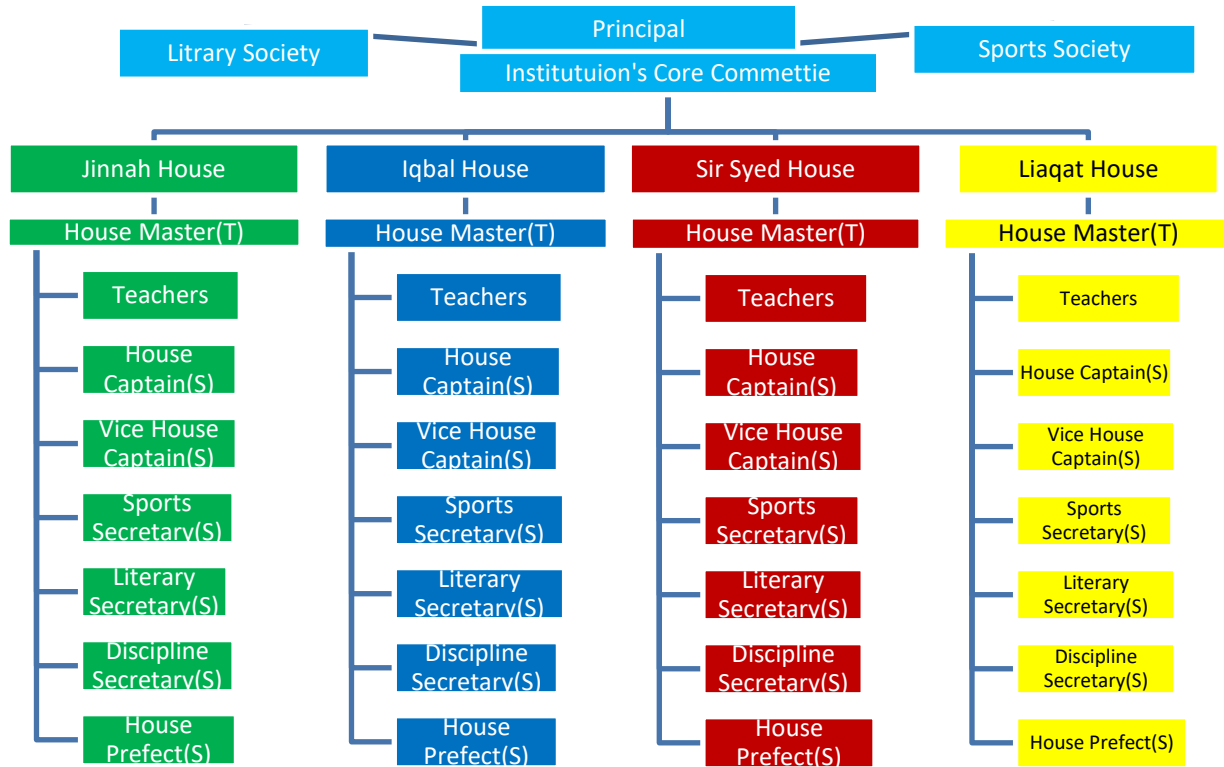 Principal
Litrary Society
Sports Society
Institutuion's Core Commettie
Jinnah House
Iqbal House
Sir Syed House
Liaqat House
House Master(T)
House Master(T)
House Master(T)
House Master(T)
Teachers
Teachers
Teachers
Teachers
House
Captain(S)
House
Captain(S)
House
Captain(S)
House Captain(S)
Vice House
Captain(S)
Vice House
Captain(S)
Vice House
Captain(S)
Vice House
Captain(S)
Sports
Secretary(S)
Sports
Secretary(S)
Sports
Secretary(S)
Sports
Secretary(S)
Literary
Secretary(S)
Literary
Secretary(S)
Literary
Secretary(S)
Literary
Secretary(S)
Discipline
Secretary(S)
Discipline
Secretary(S)
Discipline
Secretary(S)
Discipline
Secretary(S)
House
Prefect(S)
House
Prefect(S)
House
Prefect(S)
House Prefect(S)